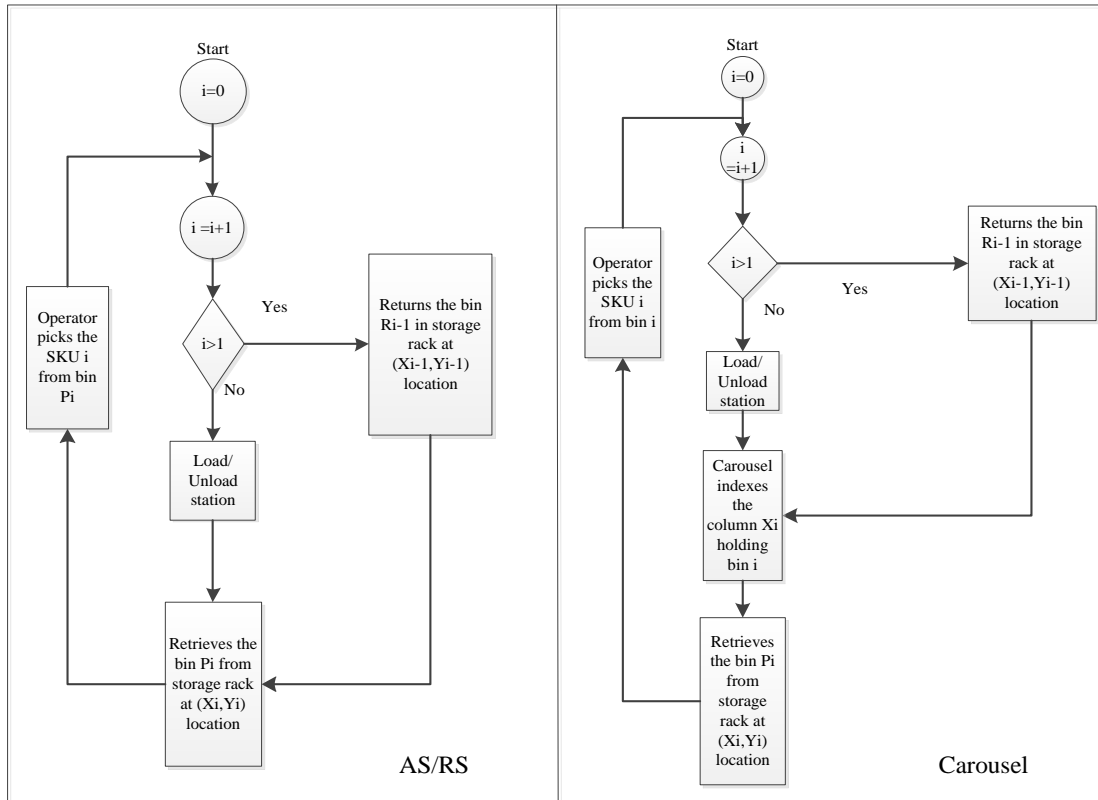 Start
i=0
i =i+1
i>1
Yes
No
Returns the bin
Ri-1 in storage
rack at
(Xi-1,Yi-1)
location
Operator
picks the
SKU i
from bin
Pi
Load/
Unload
station
Retrieves the
bin Pi from
storage rack
at (Xi,Yi)
location
AS/RS
Start
i=0
i
=i+1
i>1
Yes
No
Returns the bin
Ri-1 in storage
rack at
(Xi-1,Yi-1)
location
Operator
picks the
SKU i
from bin i
Load/
Unload
station
Carousel
indexes
the
column Xi
holding
bin i
Retrieves
the bin Pi
from
storage
rack at
(Xi,Yi)
location
Carousel